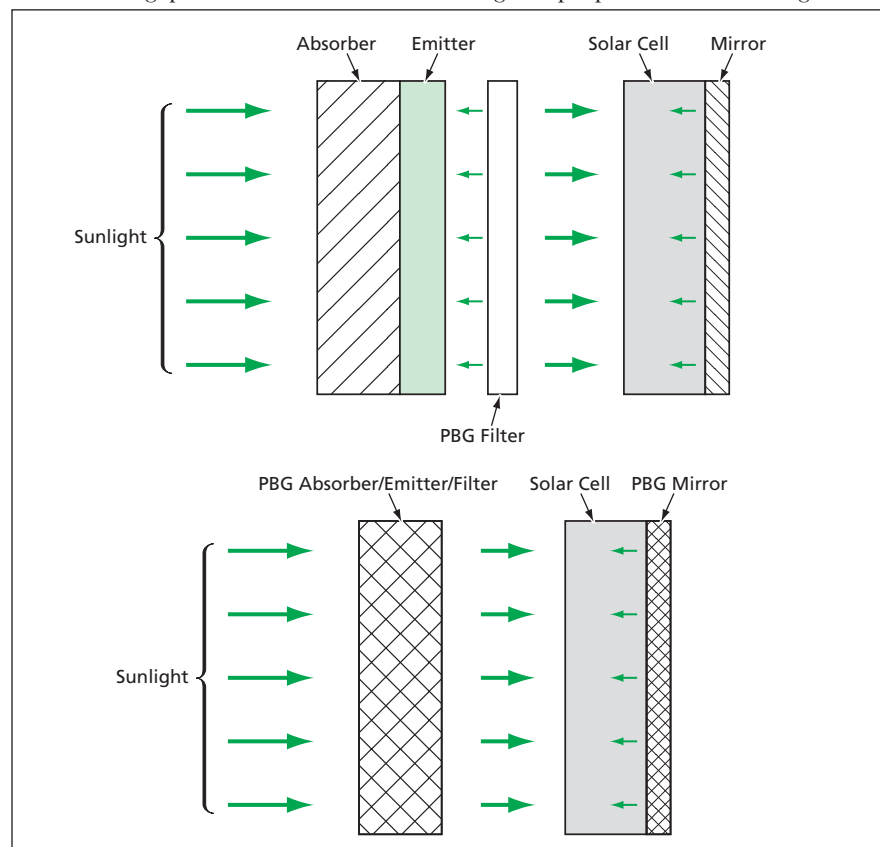 Absorber Emitter Solar Cell Mirror
Sunlight
PBG Filter
PBG Absorber/Emitter/Filter Solar Cell PBG Mirror
Sunlight